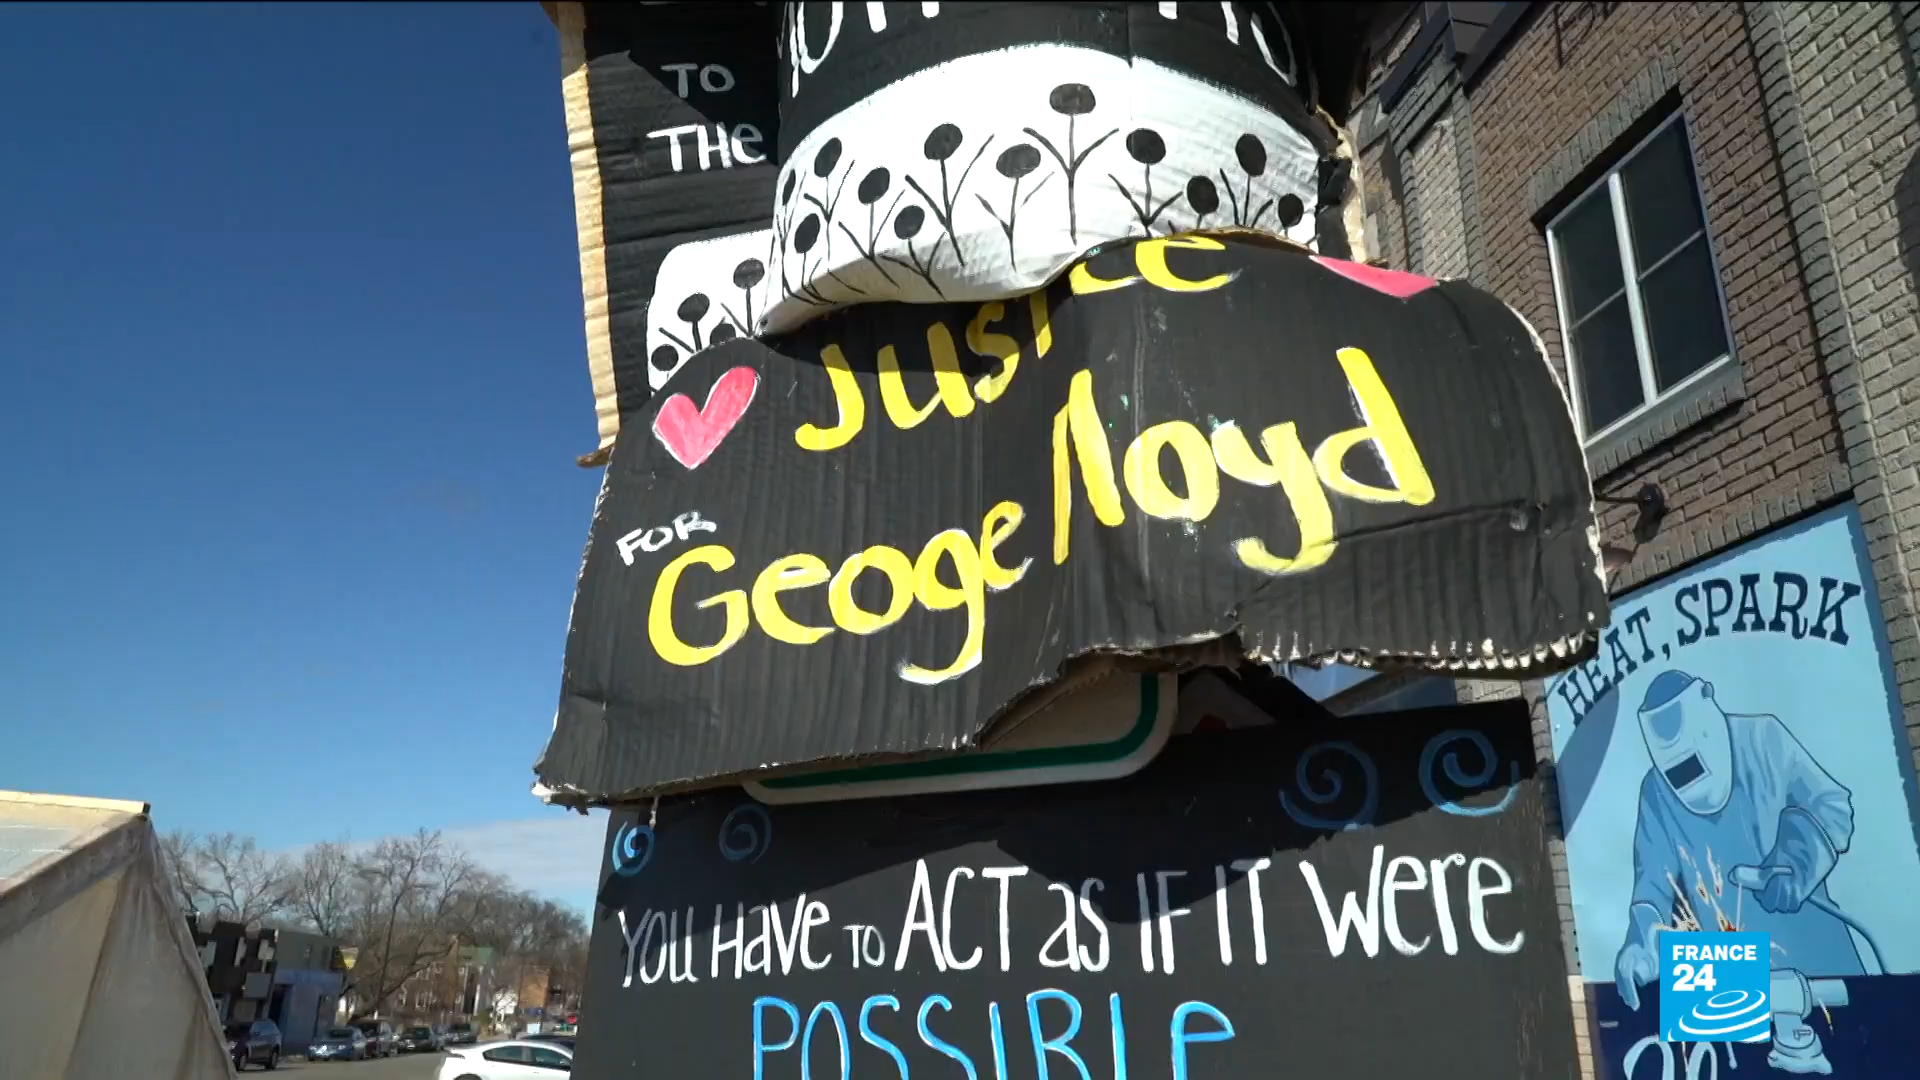 TO
THe
Justice
FOR
Geoge floyd
HEAT, SPARK
YOU Have TO ACT as IF IT Were
POSSIBLe
FRANCE
24